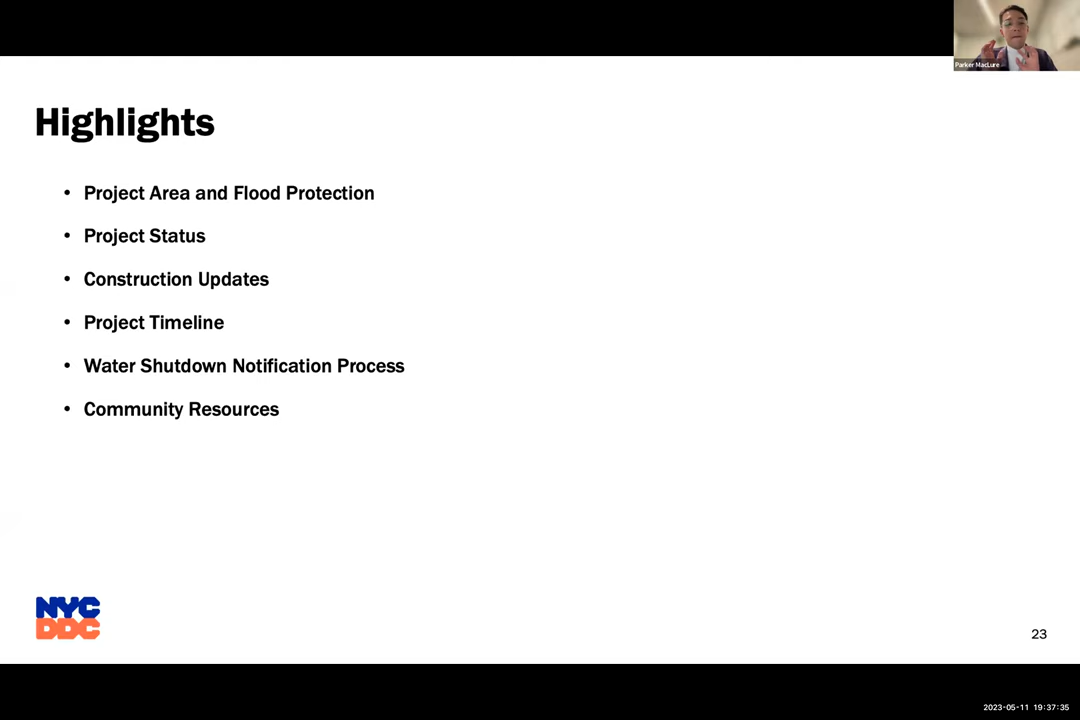 Parker MacLure
Highlights
• Project Area and Flood Protection
• Project Status
• Construction Updates
• Project Timeline
• Water Shutdown Notification Process
• Community Resources
NYC
DDC
23
2023-05-11 19:37:35